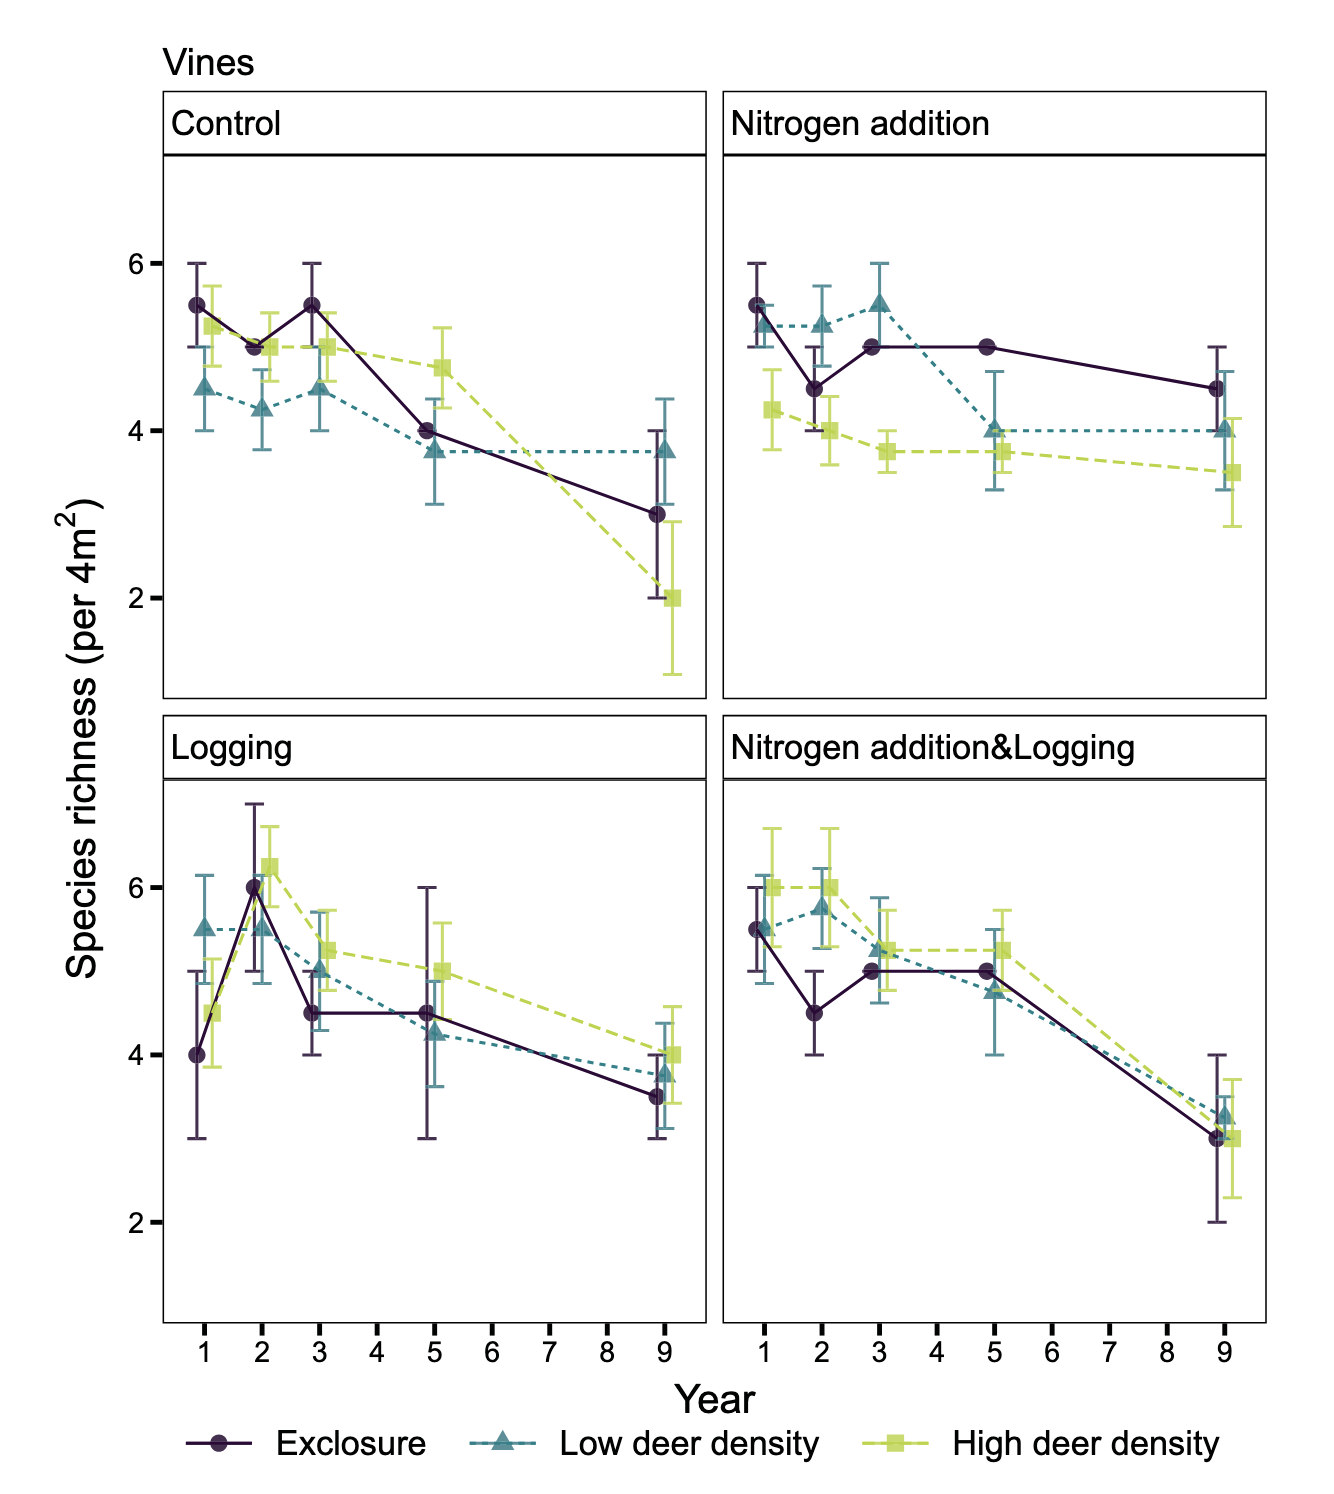 Vines
Control
Nitrogen addition
6
4
2
Logging
Nitrogen addition&Logging
6
4
2
Species richness (per 4m²)
1 2 3 4 5 6 7 8 9
1 2 3 4 5 6 7 8 9
Year
Exclosure Low deer density High deer density